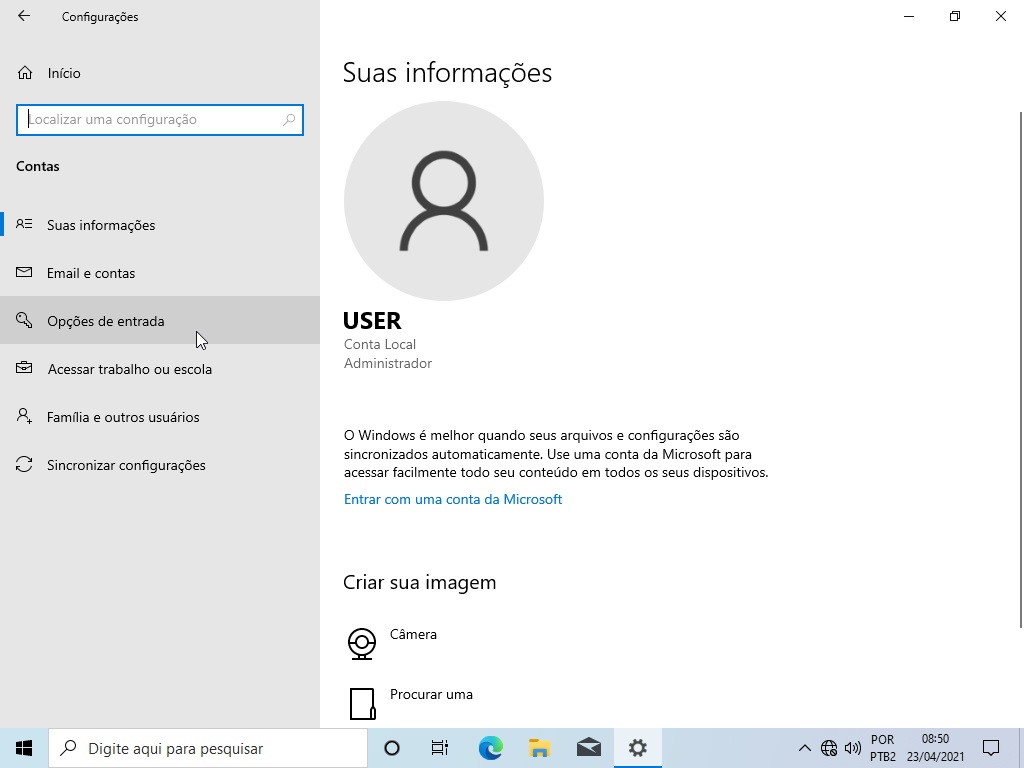 Configurações
Início
Localizar uma configuração
Contas
Suas informações
Email e contas
Opções de entrada
Acessar trabalho ou escola
Família e outros usuários
Sincronizar configurações
Suas informações
USER
Conta Local
Administrador
O Windows é melhor quando seus arquivos e configurações são
sincronizados automaticamente. Use uma conta da Microsoft para
acessar facilmente todo seu conteúdo em todos os seus dispositivos.
Entrar com uma conta da Microsoft
Criar sua imagem
Câmera
Procurar uma
Digite aqui para pesquisar
POR
PTB2
08:50
23/04/2021